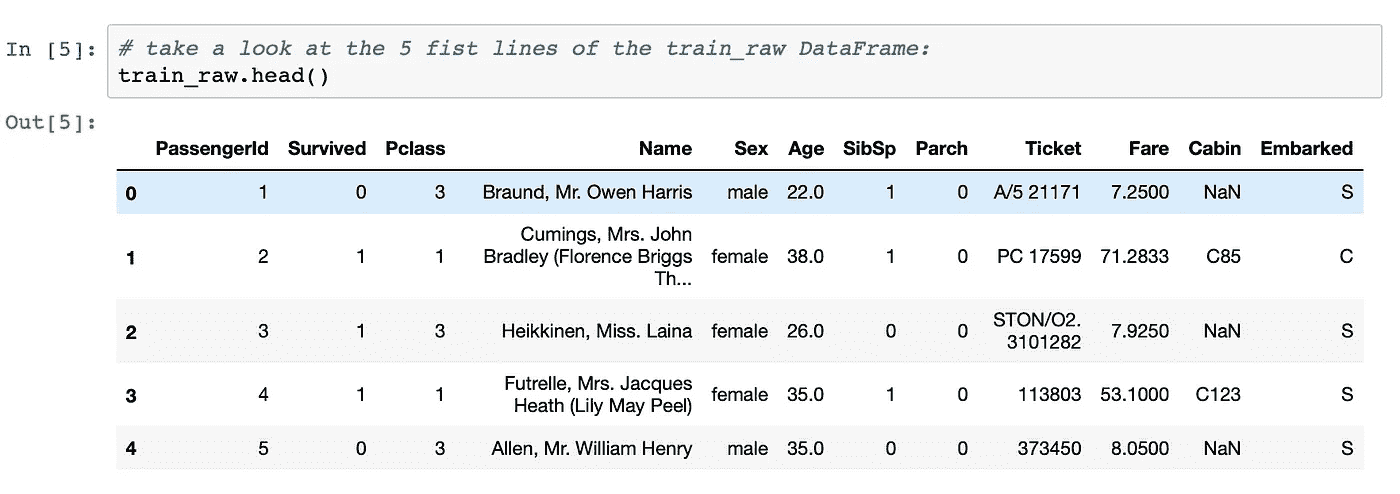 In [5]: # take a look at the 5 fist lines of the train_raw DataFrame:
train_raw.head()
Out[5]:
PassengerId Survived Pclass Name Sex Age SibSp Parch Ticket Fare Cabin Embarked
0 1 0 3 Braund, Mr. Owen Harris male 22.0 1 0 A/5 21171 7.2500 NaN S
Cumings, Mrs. John
1 2 1 1 Bradley (Florence Briggs female 38.0 1 0 PC 17599 71.2833 C85 C
Th...
2 3 1 3 Heikkinen, Miss. Laina female 26.0 0 0 STON/O2. 7.9250 NaN S
3101282
3 4 1 1 Futrelle, Mrs. Jacques female 35.0 1 0 113803 53.1000 C123 S
Heath (Lily May Peel)
4 5 0 3 Allen, Mr. William Henry male 35.0 0 0 373450 8.0500 NaN S